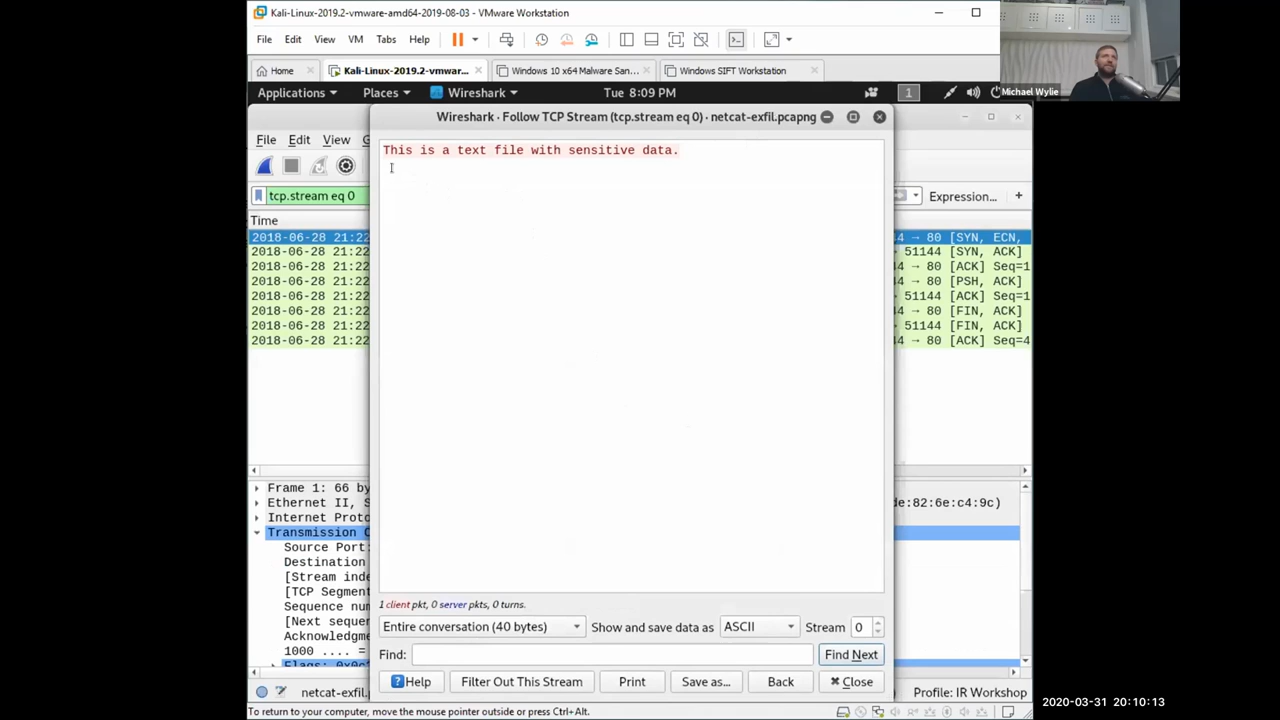 Kali-Linux-2019.2-vmware-amd64-2019-08-03 - VMware Workstation
File Edit View VM Tabs Help
Home
Kali-Linux-2019.2-vmwar...
Windows 10 x64 Malware San...
Windows SIFT Workstation
Michael Wylie
Applications Places Wireshark Tue 8:09 PM 1
Wireshark · Follow TCP Stream (tcp.stream eq 0) · netcat-exfil.pcapng
File Edit View G
This is a text file with sensitive data.
tcp.stream eq 0
Expression... +
Time
2018-06-28 21:22 44 → 80 [SYN, ECN,
2018-06-28 21:22 51144 [SYN, ACK]
2018-06-28 21:22 44 → 80 [ACK] Seq=1
2018-06-28 21:22 44 → 80 [PSH, ACK]
2018-06-28 21:22 51144 [ACK] Seq=1
2018-06-28 21:22 44 → 80 [FIN, ACK]
2018-06-28 21:22 51144 [FIN, ACK]
2018-06-28 21:22 44 → 80 [ACK] Seq=4
Frame 1: 66 by
Ethernet II, S de:82:6e:c4:9c)
Internet Proto
Transmission C
Source Port:
Destination
[Stream inde
[TCP Segment
Sequence num
[Next sequen
Acknowledgme
1000 .... =
Flags: 0x0c
1 client pkt, 0 server pkts, 0 turns.
Entire conversation (40 bytes) Show and save data as ASCII Stream 0
Find: Find Next
Help Filter Out This Stream Print Save as... Back Close
netcat-exfil.p Profile: IR Workshop
To return to your computer, move the mouse pointer outside or press Ctrl+Alt.
2020-03-31 20:10:13